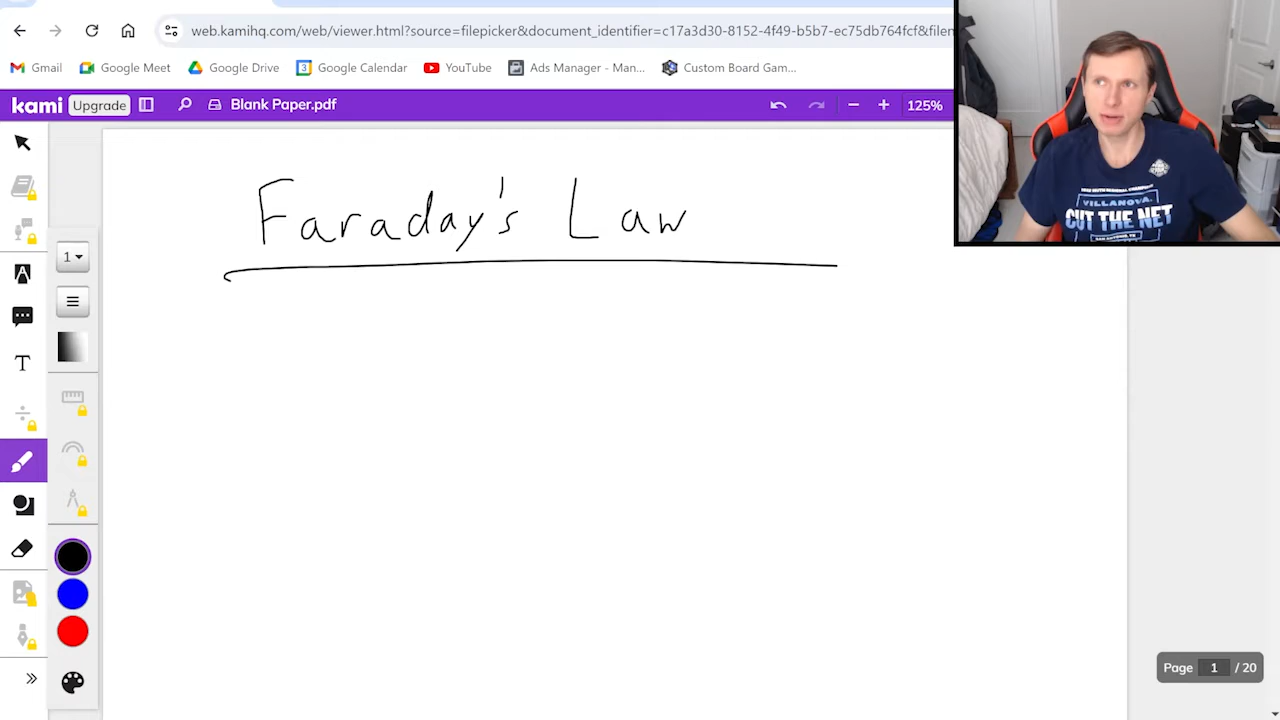 web.kamihq.com/web/viewer.html?source=filepicker&document_identifier=c17a3d30-8152-4f49-b5b7-ec75db764fcf&filen
Gmail Google Meet Google Drive Google Calendar YouTube Ads Manager - Man... Custom Board Gam...
kami Upgrade Blank Paper.pdf 125%
Faraday's Law
1
T
VILLANOVA.
CUT THE NET
Page 1 / 20